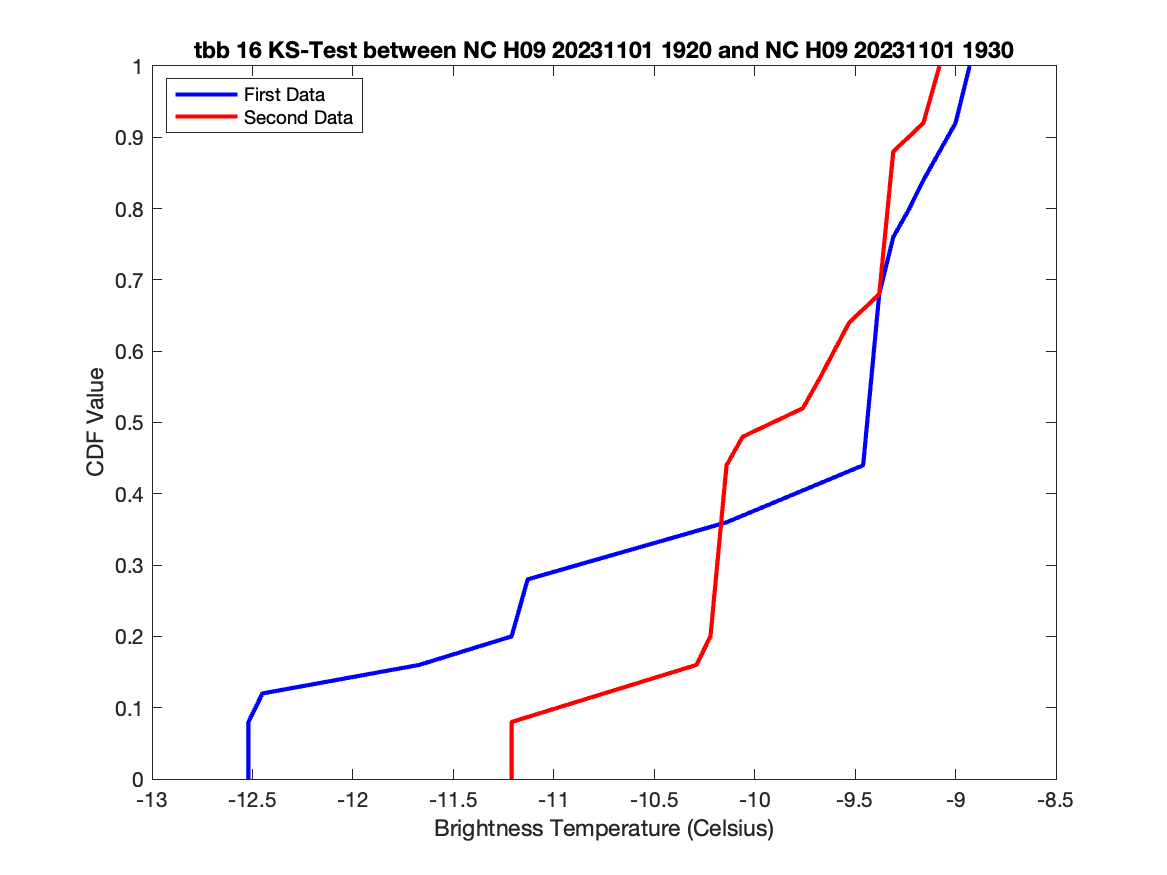 tbb 16 KS-Test between NC H09 20231101 1920 and NC H09 20231101 1930
First Data
Second Data
1
0.9
0.8
0.7
0.6
0.5
0.4
0.3
0.2
0.1
0
CDF Value
-13 -12.5 -12 -11.5 -11 -10.5 -10 -9.5 -9 -8.5
Brightness Temperature (Celsius)